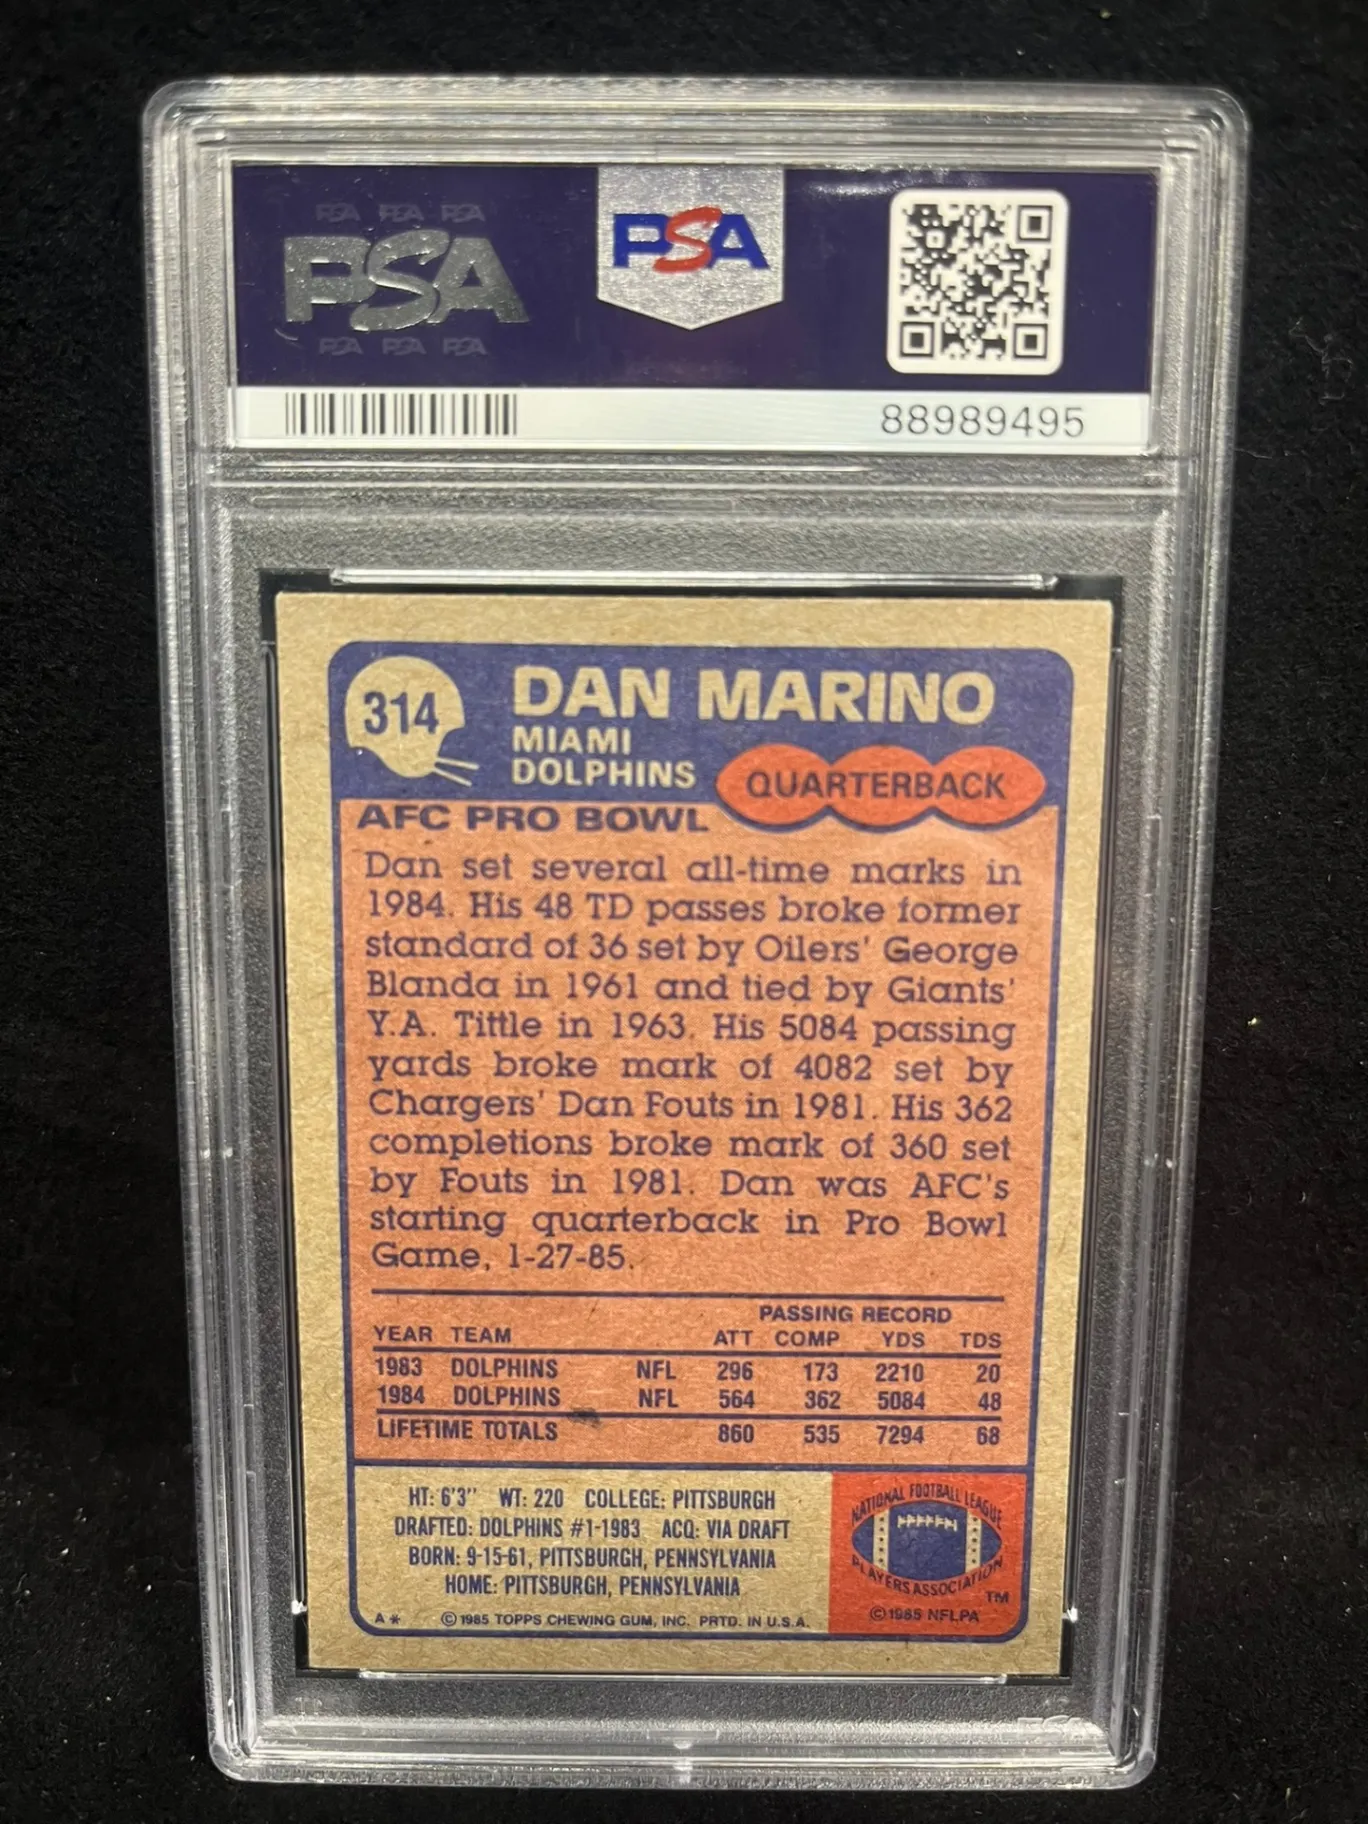 PSA PSA PSA
PSA
PSA PSA PSA
PSA
88989495
314
DAN MARINO
MIAMI
DOLPHINS
QUARTERBACK
AFC PRO BOWL
Dan set several all-time marks in
1984. His 48 TD passes broke former
standard of 36 set by Oilers' George
Blanda in 1961 and tied by Giants'
Y.A. Tittle in 1963. His 5084 passing
yards broke mark of 4082 set by
Chargers' Dan Fouts in 1981. His 362
completions broke mark of 360 set
by Fouts in 1981. Dan was AFC's
starting quarterback in Pro Bowl
Game, 1-27-85.
PASSING RECORD
YEAR TEAM ATT COMP YDS TDS
1983 DOLPHINS NFL 296 173 2210 20
1984 DOLPHINS NFL 564 362 5084 48
LIFETIME TOTALS 860 535 7294 68
HT: 6'3" WT: 220 COLLEGE: PITTSBURGH
DRAFTED: DOLPHINS #1-1983 ACQ: VIA DRAFT
BORN: 9-15-61, PITTSBURGH, PENNSYLVANIA
HOME: PITTSBURGH, PENNSYLVANIA
A* © 1985 TOPPS CHEWING GUM, INC. PRTD. IN U.S.A.
NATIONAL FOOTBALL LEAGUE
PLAYERS ASSOCIATION
TM
© 1985 NFLPA